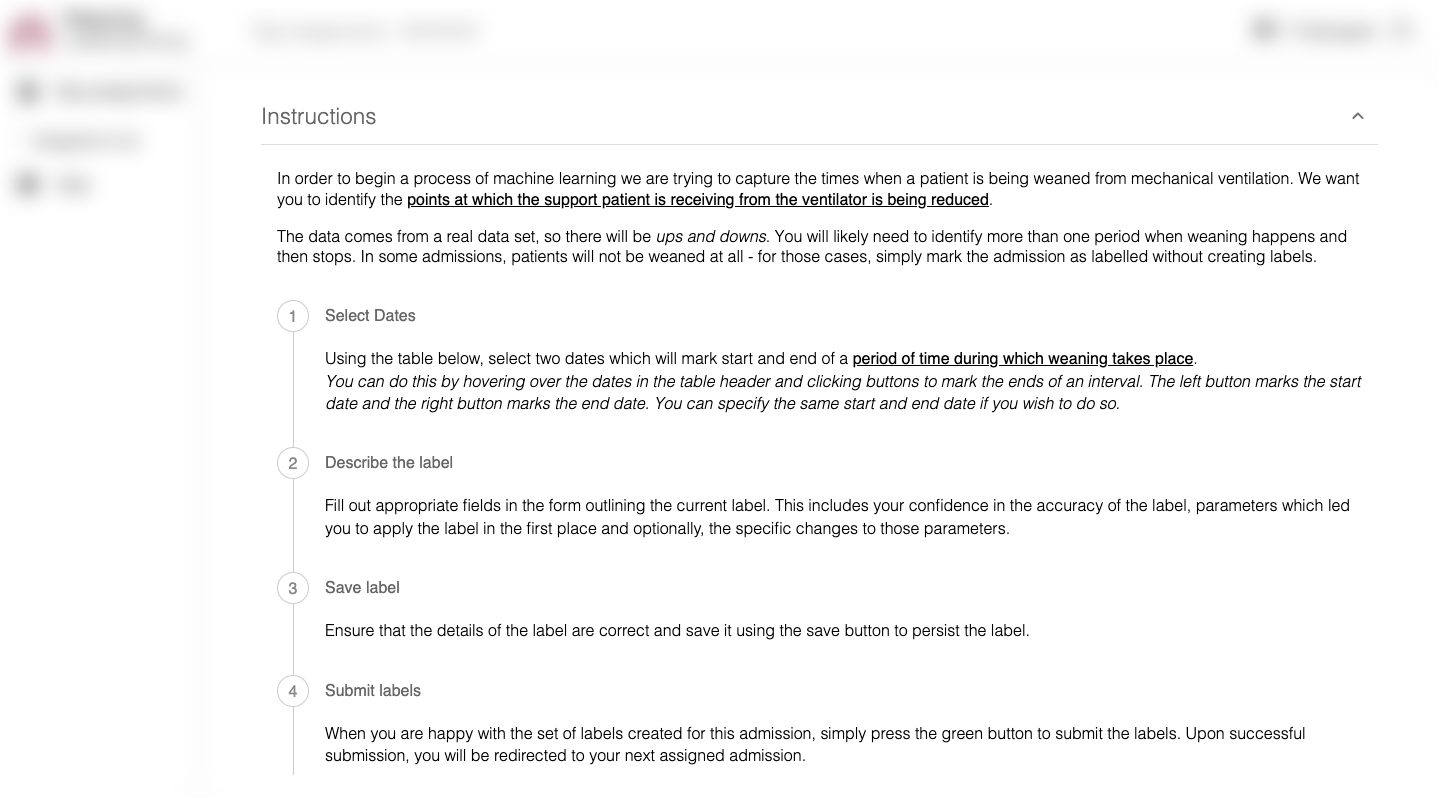 Instructions
In order to begin a process of machine learning we are trying to capture the times when a patient is being weaned from mechanical ventilation. We want
you to identify the points at which the support patient is receiving from the ventilator is being reduced.
The data comes from a real data set, so there will be ups and downs. You will likely need to identify more than one period when weaning happens and
then stops. In some admissions, patients will not be weaned at all - for those cases, simply mark the admission as labelled without creating labels.
1 Select Dates
Using the table below, select two dates which will mark start and end of a period of time during which weaning takes place.
You can do this by hovering over the dates in the table header and clicking buttons to mark the ends of an interval. The left button marks the start
date and the right button marks the end date. You can specify the same start and end date if you wish to do so.
2 Describe the label
Fill out appropriate fields in the form outlining the current label. This includes your confidence in the accuracy of the label, parameters which led
you to apply the label in the first place and optionally, the specific changes to those parameters.
3 Save label
Ensure that the details of the label are correct and save it using the save button to persist the label.
4 Submit labels
When you are happy with the set of labels created for this admission, simply press the green button to submit the labels. Upon successful
submission, you will be redirected to your next assigned admission.